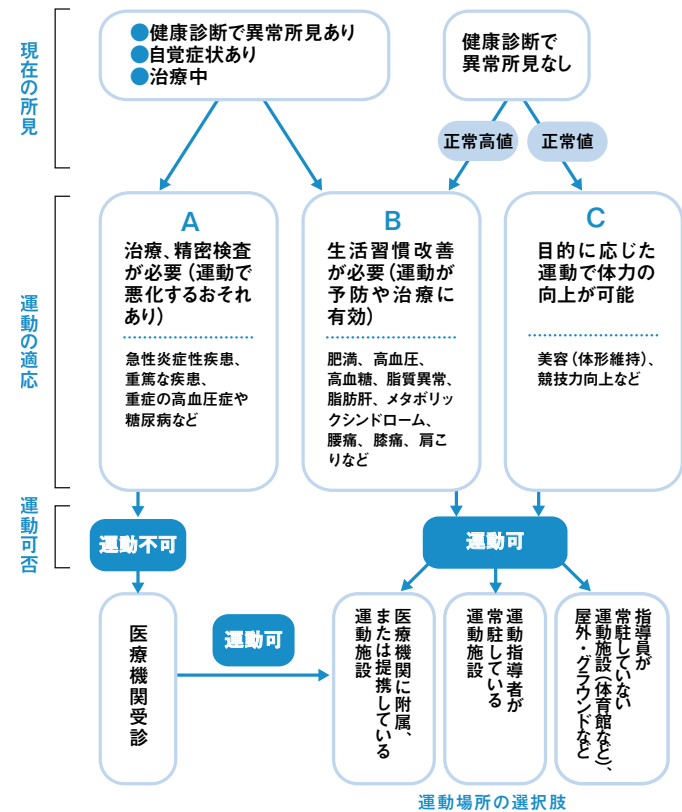 現在の所見
●健康診断で異常所見あり
●自覚症状あり
●治療中
健康診断で
異常所見なし
正常高値
正常値
運動の適応
A
治療、精密検査
が必要（運動で
悪化するおそれ
あり）
急性炎症性疾患、
重篤な疾患、
重症の高血圧症や
糖尿病など
B
生活習慣改善
が必要（運動が
予防や治療に
有効）
肥満、高血圧、
高血糖、脂質異常、
脂肪肝、メタボリッ
クシンドローム、
腰痛、膝痛、肩こ
りなど
C
目的に応じた
運動で体力の
向上が可能
美容（体形維持）、
競技力向上など
運動可否
運動不可
運動可
医療機関受診
運動可
医療機関に附属、
または提携している
運動施設
運動指導者が
常駐している
運動施設
指導員が
常駐していない
運動施設（体育館など）、
屋外・グラウンドなど
運動場所の選択肢